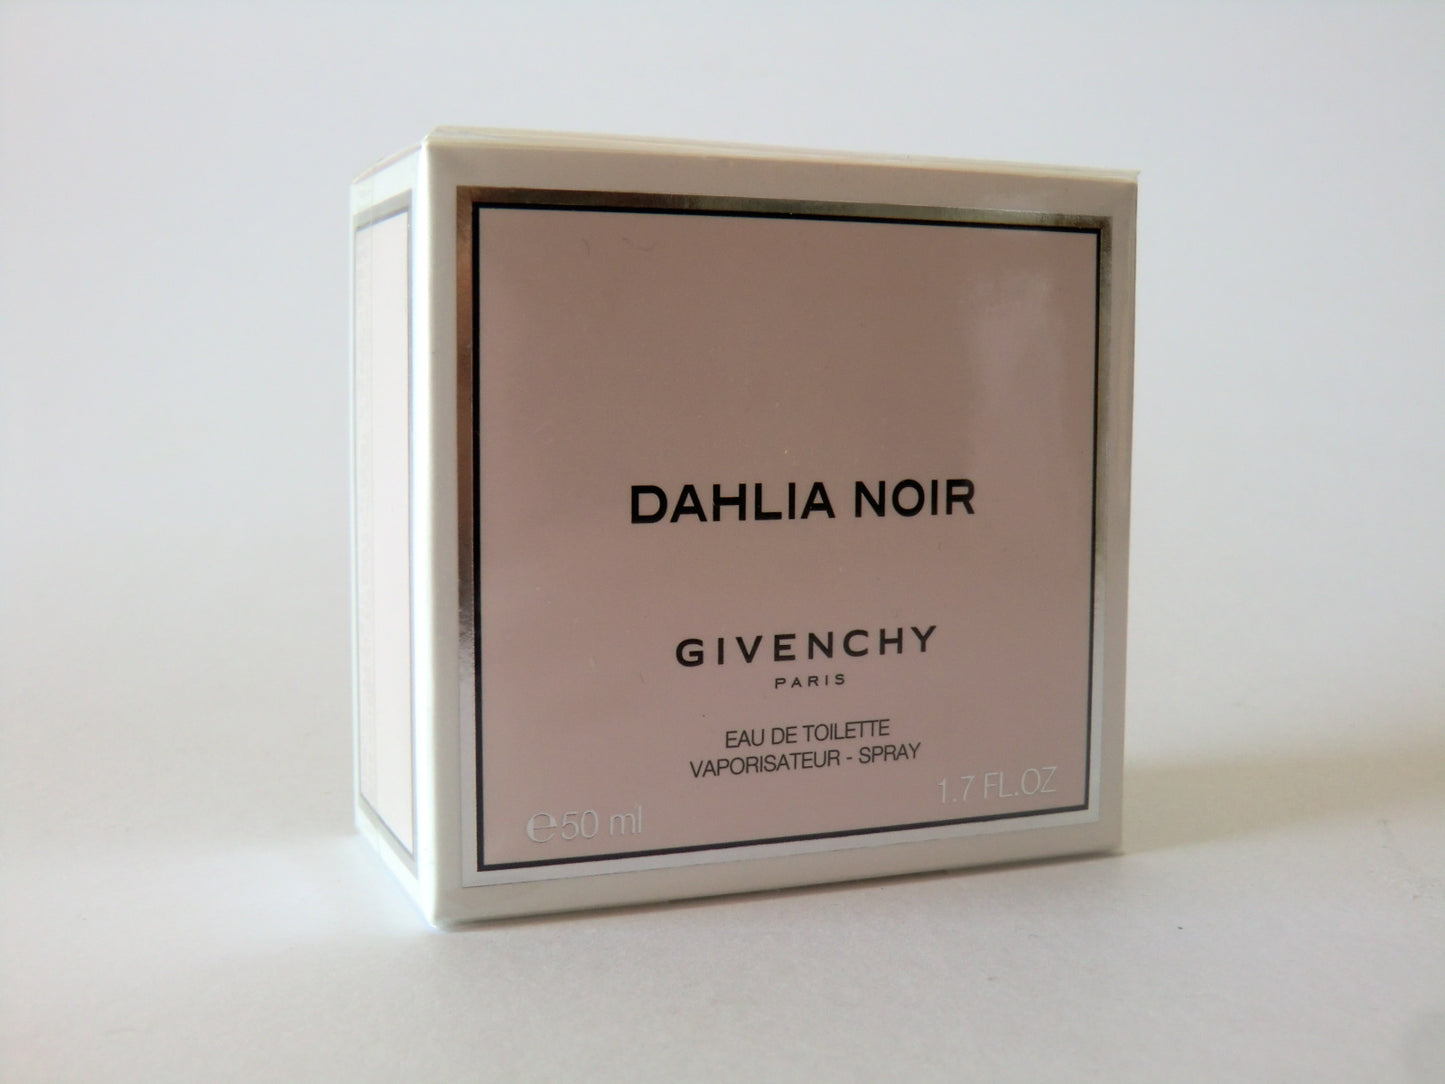 DAHLIA NOIR
GIVENCHY
PARIS
EAU DE TOILETTE
VAPORISATEUR - SPRAY
℮50 ml
1.7 FL.OZ